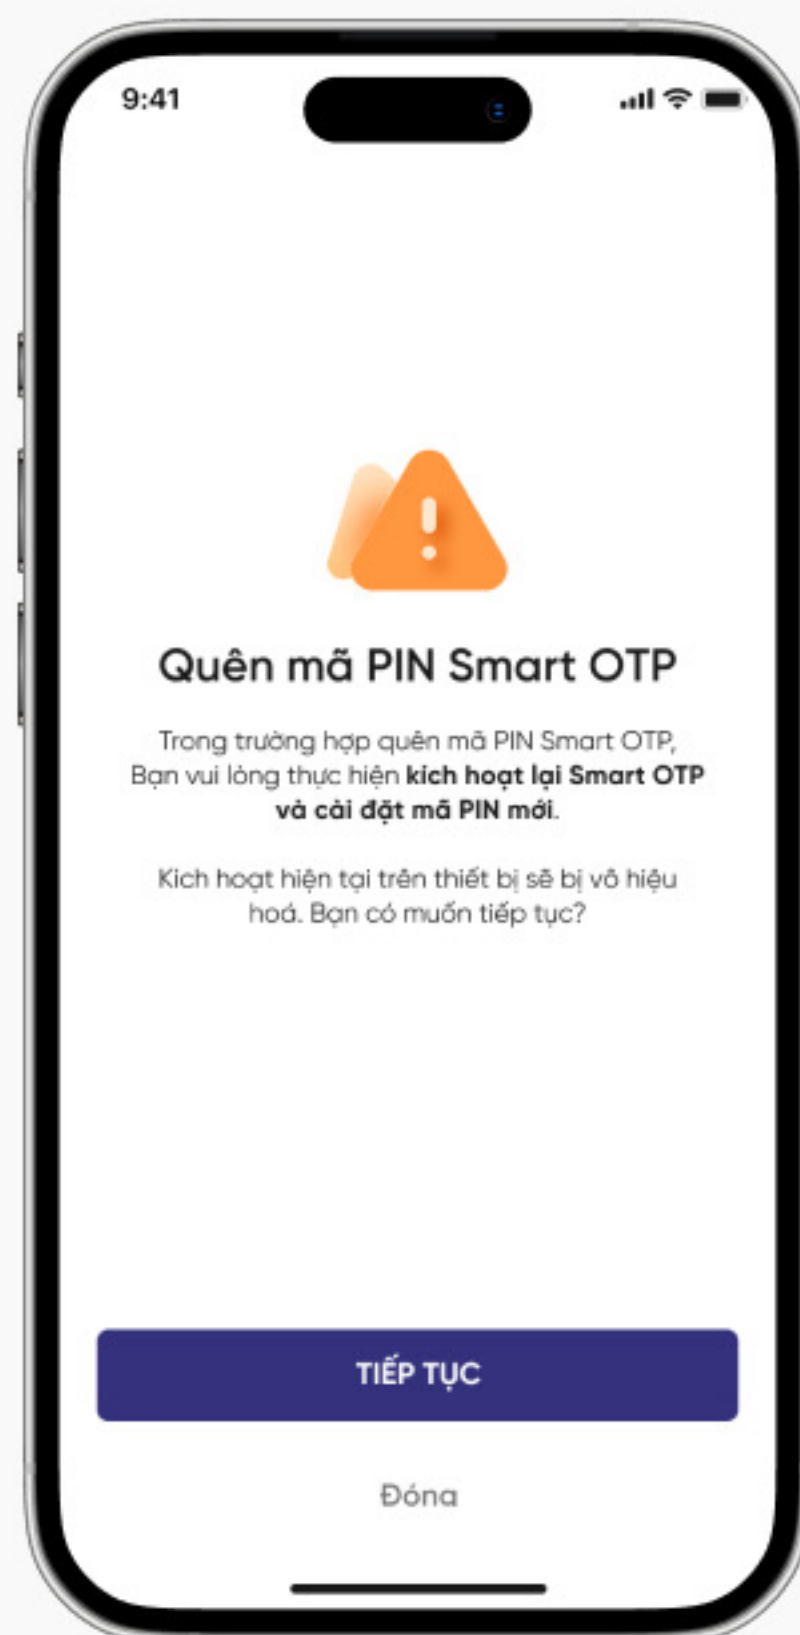 9:41
Quên mã PIN Smart OTP
Trong trường hợp quên mã PIN Smart OTP,
Bạn vui lòng thực hiện kích hoạt lại Smart OTP
và cài đặt mã PIN mới.
Kích hoạt hiện tại trên thiết bị sẽ bị vô hiệu
hoá. Bạn có muốn tiếp tục?
TIẾP TỤC
Đóng